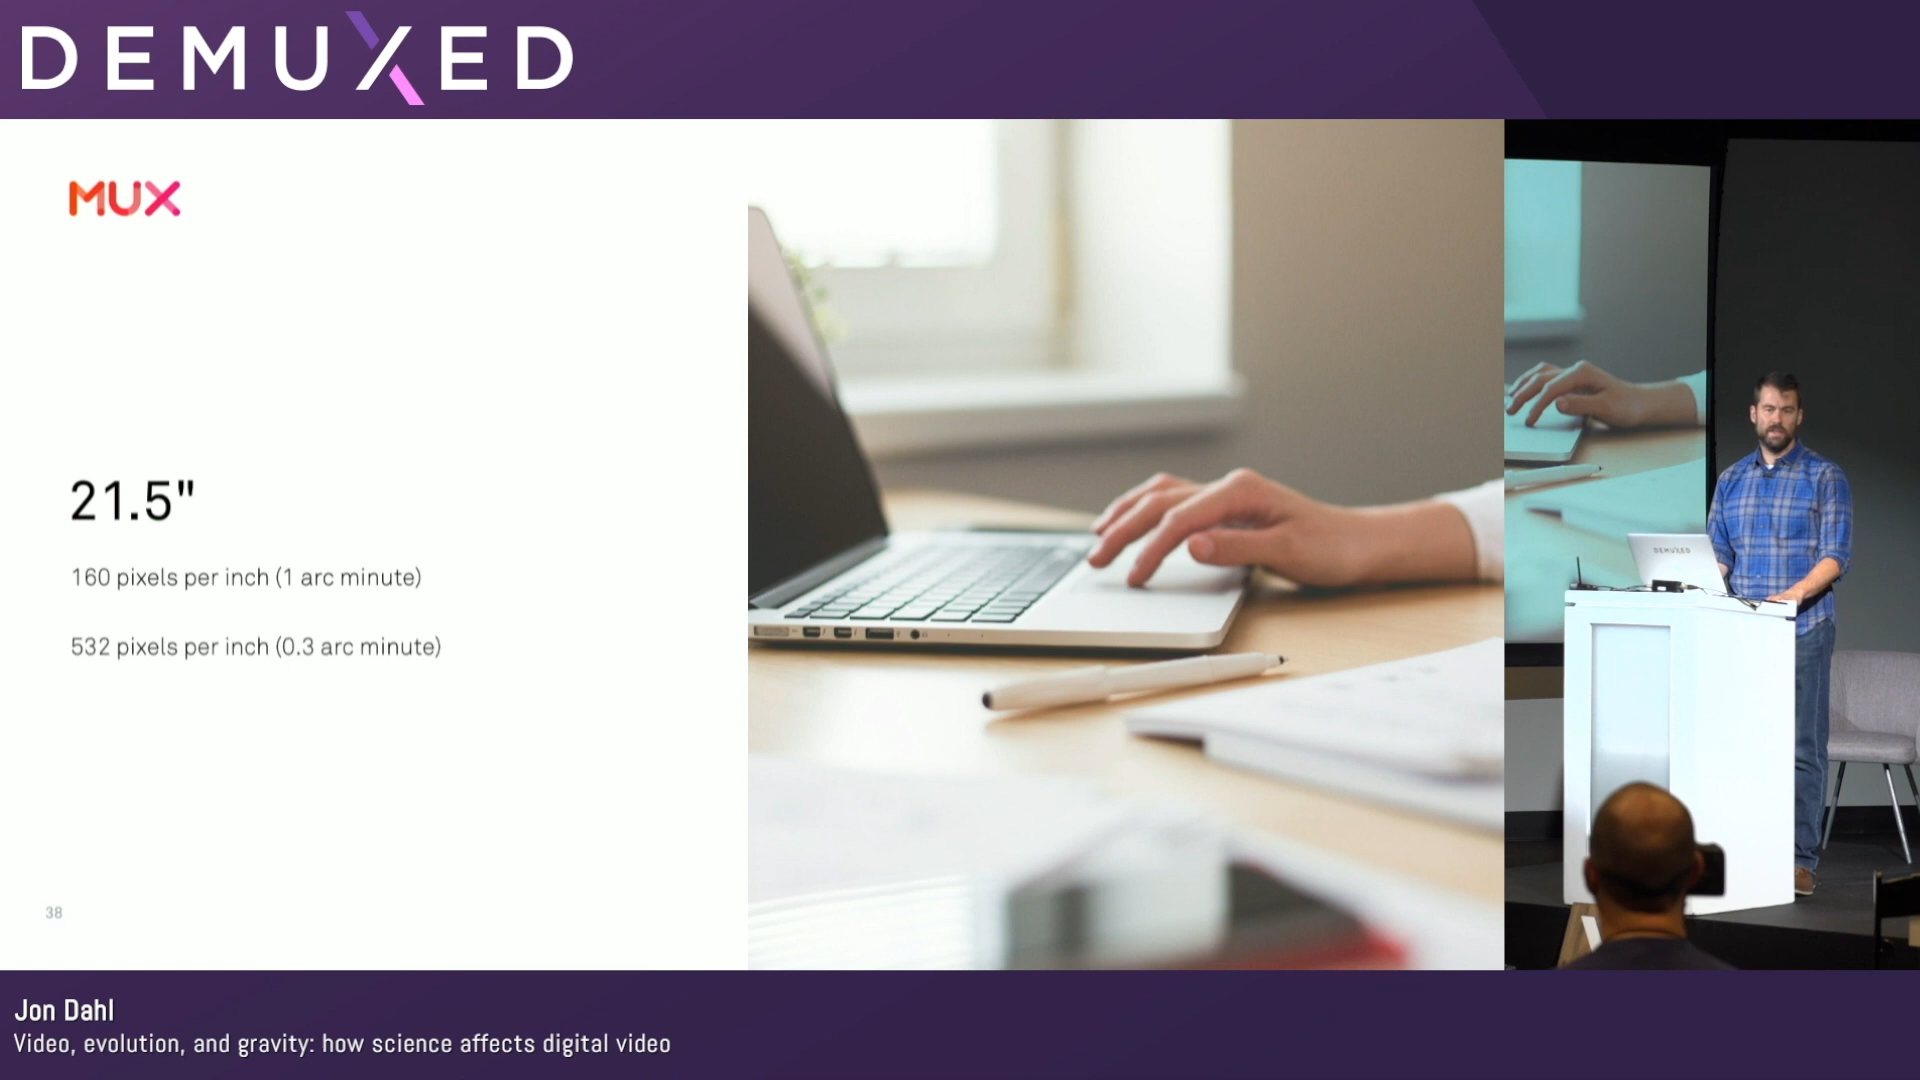 DEMUXED
MUX
21.5"
160 pixels per inch (1 arc minute)
532 pixels per inch (0.3 arc minute)
38
DEMUXED
Jon Dahl
Video, evolution, and gravity: how science affects digital video